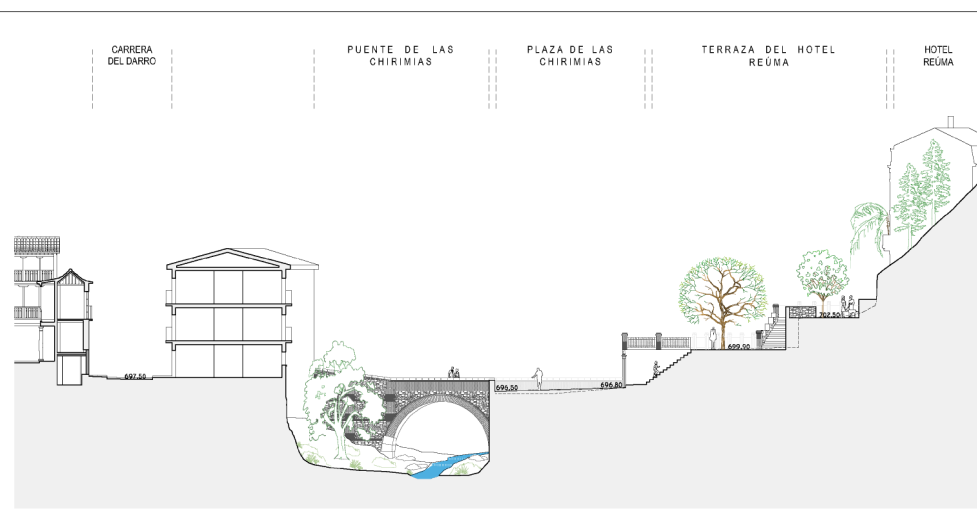 CARRERA
DEL DARRO
PUENTE DE LAS
CHIRIMIAS
PLAZA DE LAS
CHIRIMIAS
TERRAZA DEL HOTEL
REÚMA
HOTEL
REÚMA
702.50
699.90
697.50
696.50
696.80